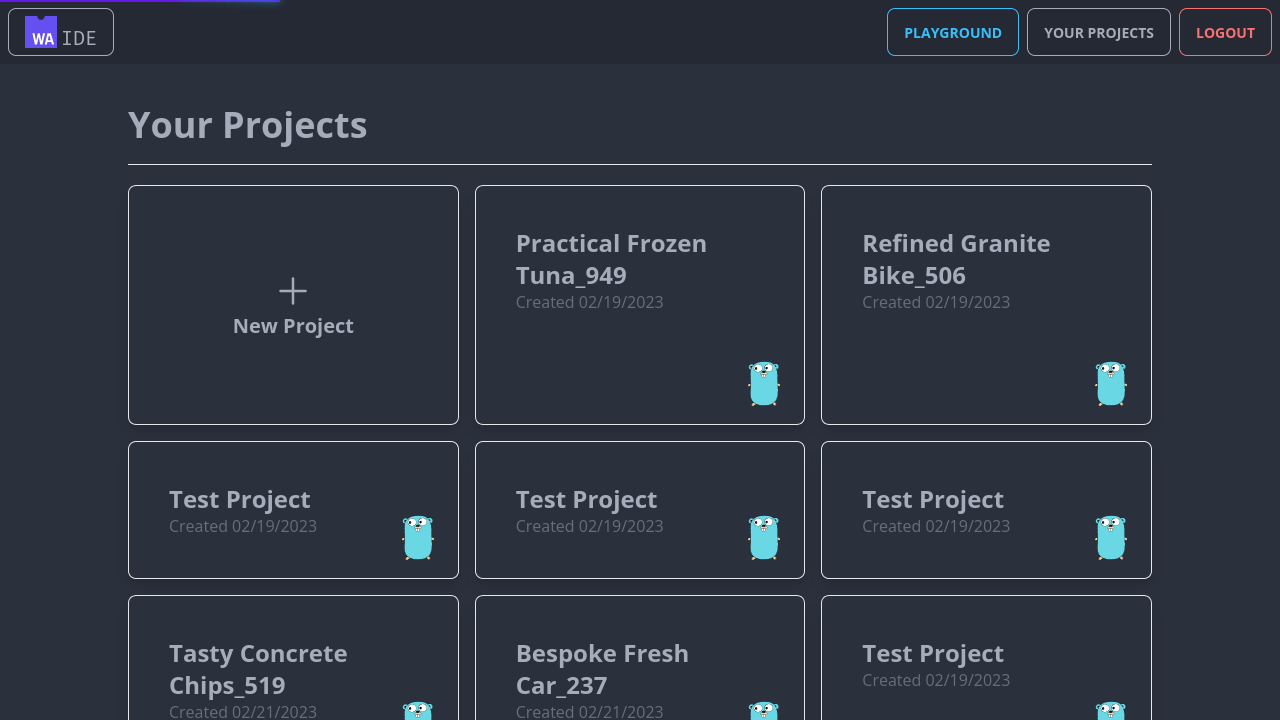 WA IDE
PLAYGROUND
YOUR PROJECTS
LOGOUT
Your Projects
New Project
Practical Frozen
Tuna_949
Created 02/19/2023
Refined Granite
Bike_506
Created 02/19/2023
Test Project
Created 02/19/2023
Test Project
Created 02/19/2023
Test Project
Created 02/19/2023
Tasty Concrete
Chips_519
Created 02/21/2023
Bespoke Fresh
Car_237
Created 02/21/2023
Test Project
Created 02/19/2023